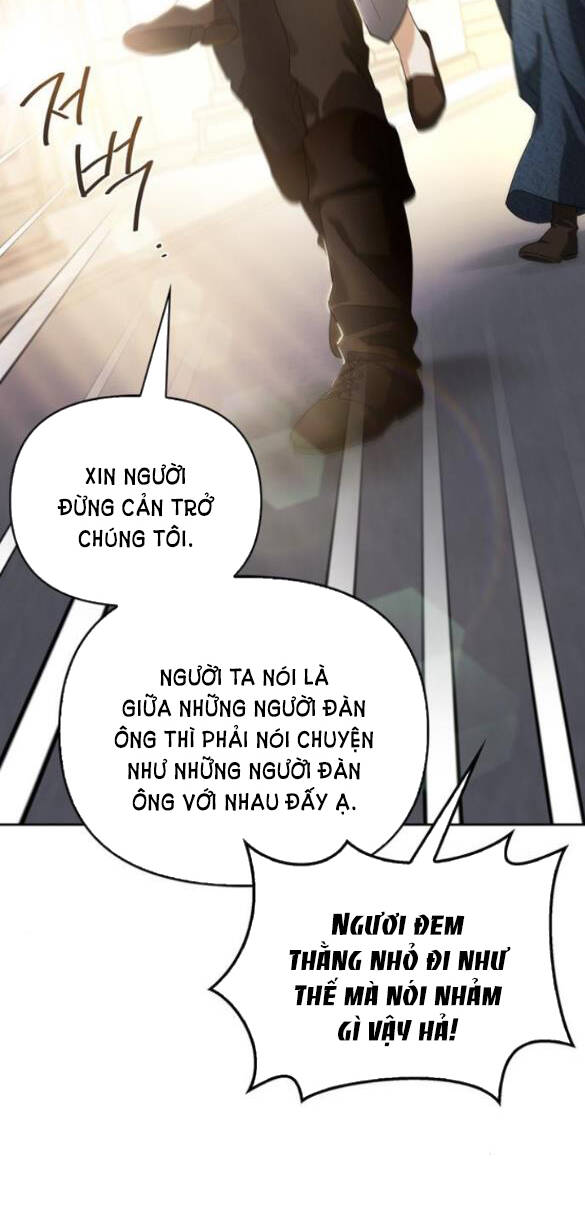 저벅
XIN NGƯỜI
ĐỪNG CẢN TRỞ
CHÚNG TÔI.
NGƯỜI TA NÓI LÀ
GIỮA NHỮNG NGƯỜI ĐÀN
ÔNG THÌ PHẢI NÓI CHUYỆN
NHƯ NHỮNG NGƯỜI ĐÀN
ÔNG VỚI NHAU ĐẤY Ạ.
NGƯƠI ĐEM
THẰNG NHỎ ĐI NHƯ
THẾ MÀ NÓI NHẢM
GÌ VẬY HẢ!